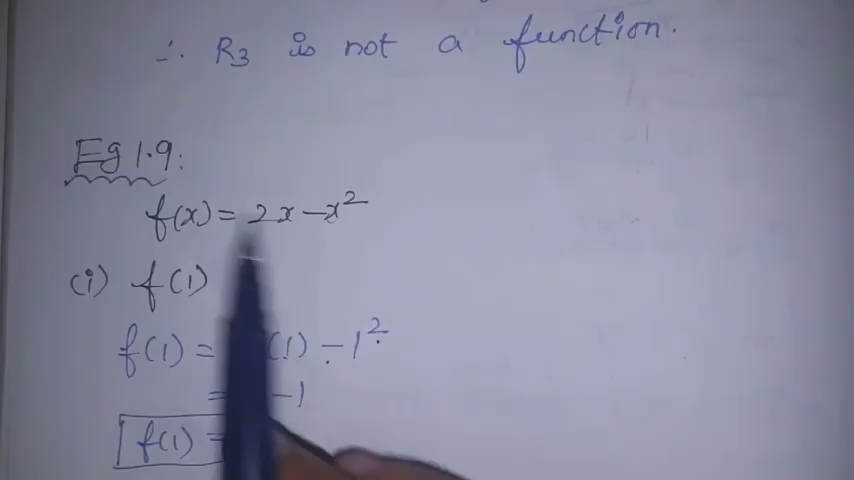 ∴ R3 is not a function.
Eg 1.9:
f(x) = 2x - x²
(i) f(1)
f(1) = (1) - 1²
= - 1
f(1) =